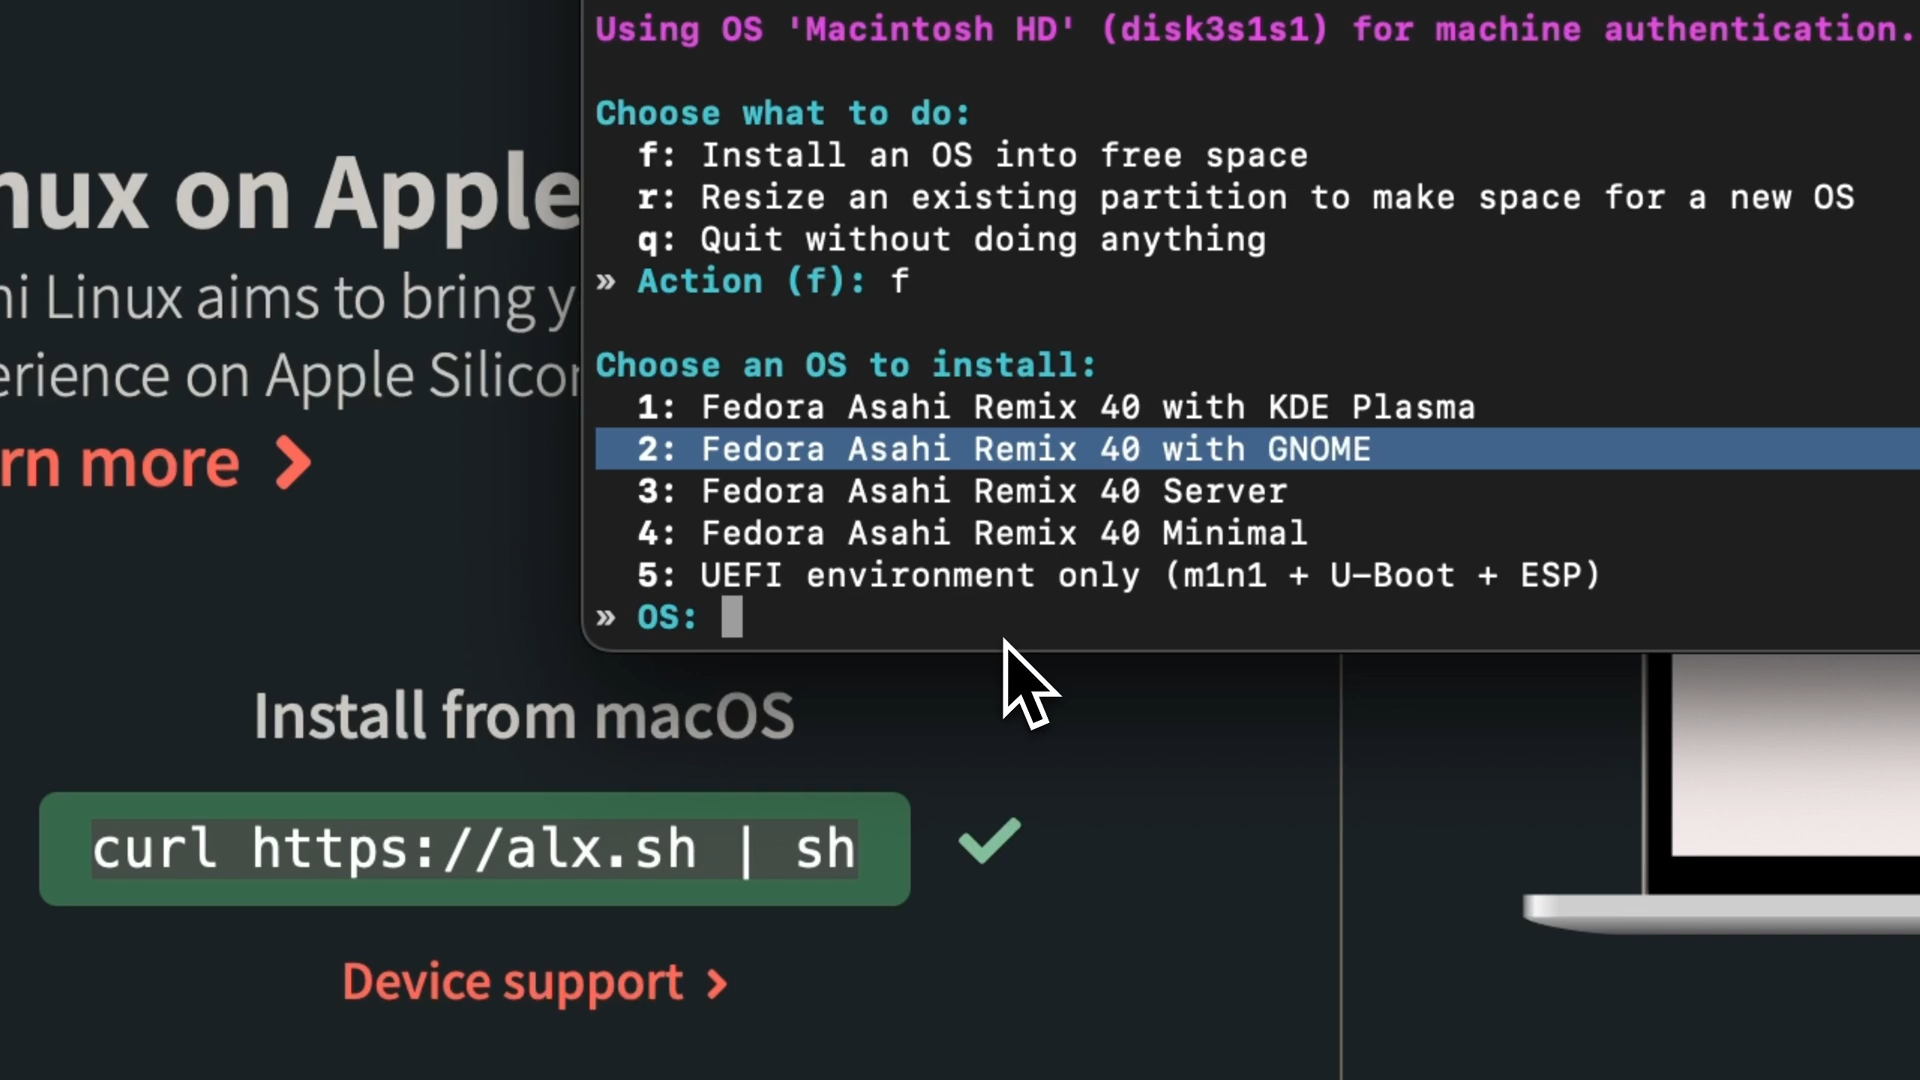 Using OS 'Macintosh HD' (disk3s1s1) for machine authentication.
Choose what to do:
f: Install an OS into free space
r: Resize an existing partition to make space for a new OS
q: Quit without doing anything
» Action (f): f
Choose an OS to install:
1: Fedora Asahi Remix 40 with KDE Plasma
2: Fedora Asahi Remix 40 with GNOME
3: Fedora Asahi Remix 40 Server
4: Fedora Asahi Remix 40 Minimal
5: UEFI environment only (m1n1 + U-Boot + ESP)
» OS:
nux on Apple
hi Linux aims to bring y
erience on Apple Silicon
rn more
Install from macOS
curl https://alx.sh | sh
Device support